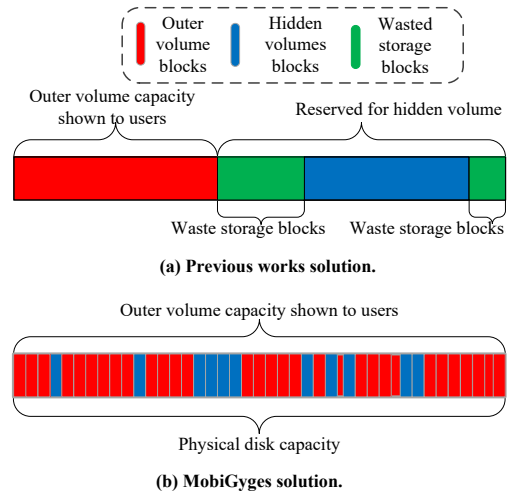 Outer
volume
blocks
Hidden
volumes
blocks
Wasted
storage
blocks
Outer volume capacity
shown to users
Reserved for hidden volume
Waste storage blocks
Waste storage blocks
(a) Previous works solution.
Outer volume capacity shown to users
Physical disk capacity
(b) MobiGyges solution.